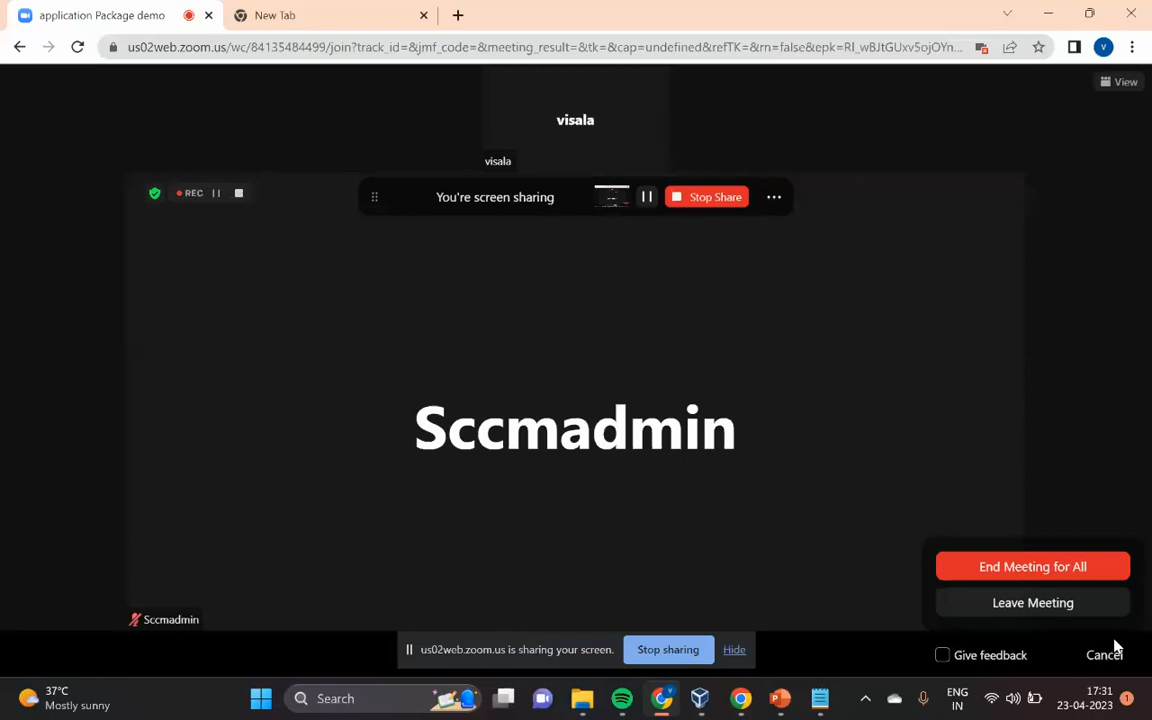 application Package demo
New Tab
us02web.zoom.us/wc/84135484499/join?track_id=&jmf_code=&meeting_result=&tk=&cap=undefined&refTK=&rn=false&epk=RI_wBJtGUxv5ojOYn...
V
View
visala
visala
REC
You're screen sharing
Stop Share
Sccmadmin
End Meeting for All
Leave Meeting
Sccmadmin
us02web.zoom.us is sharing your screen.
Stop sharing
Hide
Give feedback
Cancel
37°C
Mostly sunny
Search
ENG
IN
17:31
23-04-2023
1